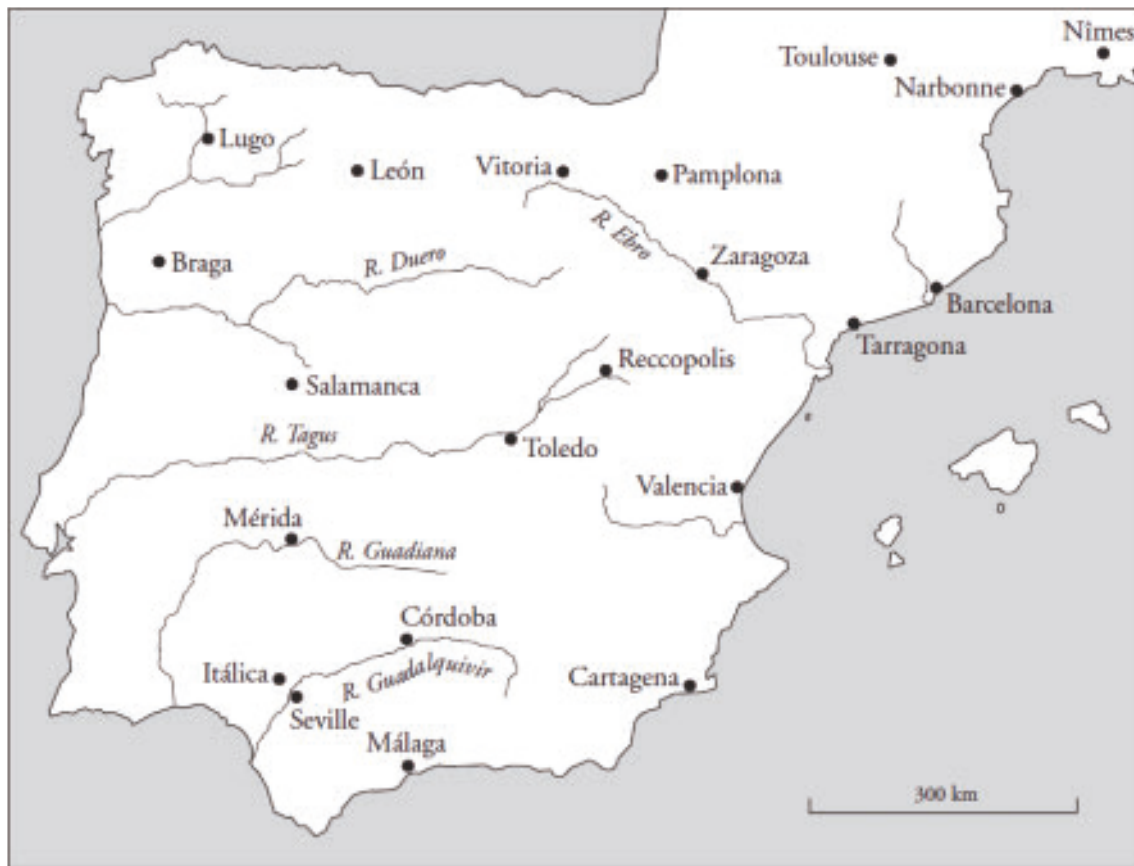 Nîmes
Toulouse
Narbonne
Lugo
León
Vitoria
Pamplona
R. Ebro
Braga
R. Duero
Zaragoza
Barcelona
Tarragona
Reccopolis
Salamanca
R. Tagus
Toledo
Valencia
Mérida
R. Guadiana
Córdoba
Itálica
R. Guadalquivir
Cartagena
Seville
Málaga
300 km